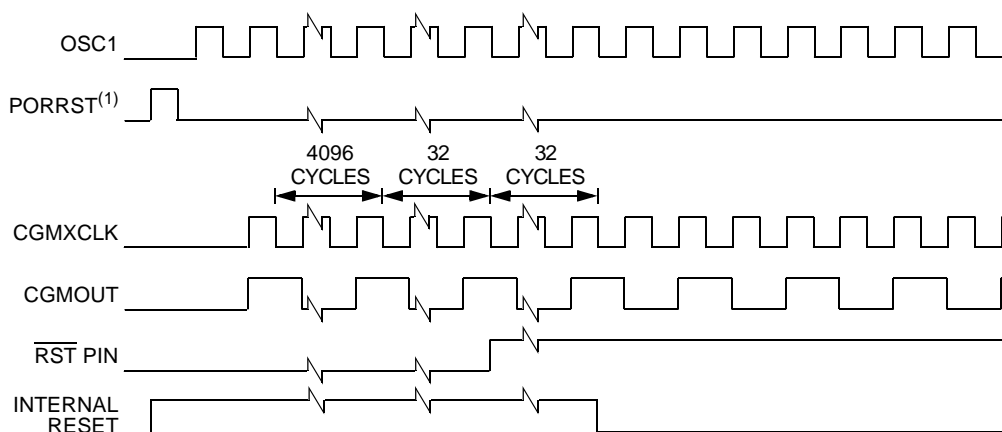 OSC1
PORRST(1)
4096
CYCLES
32
CYCLES
32
CYCLES
CGMXCLK
CGMOUT
RST PIN
INTERNAL
RESET